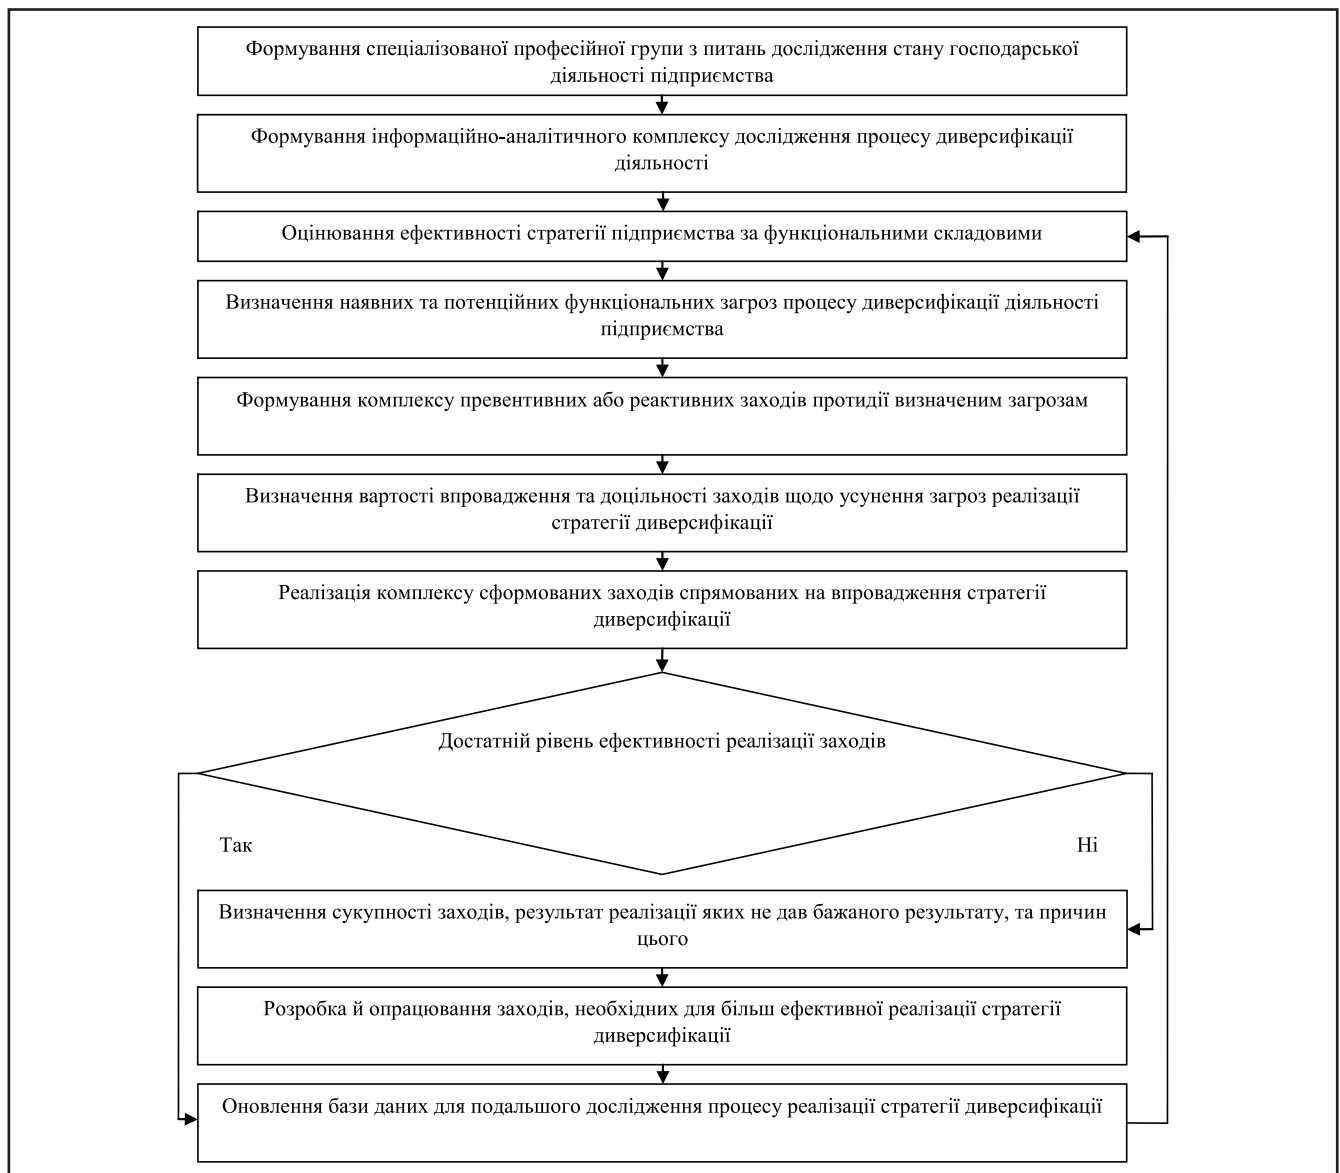 Формування спеціалізованої професійної групи з питань дослідження стану господарської
діяльності підприємства
Формування інформаційно-аналітичного комплексу дослідження процесу диверсифікації
діяльності
Оцінювання ефективності стратегії підприємства за функціональними складовими
Визначення наявних та потенційних функціональних загроз процесу диверсифікації діяльності
підприємства
Формування комплексу превентивних або реактивних заходів протидії визначеним загрозам
Визначення вартості впровадження та доцільності заходів щодо усунення загроз реалізації
стратегії диверсифікації
Реалізація комплексу сформованих заходів спрямованих на впровадження стратегії
диверсифікації
Достатній рівень ефективності реалізації заходів
Так
Ні
Визначення сукупності заходів, результат реалізації яких не дав бажаного результату, та причин
цього
Розробка й опрацювання заходів, необхідних для більш ефективної реалізації стратегії
диверсифікації
Оновлення бази даних для подальшого дослідження процесу реалізації стратегії диверсифікації